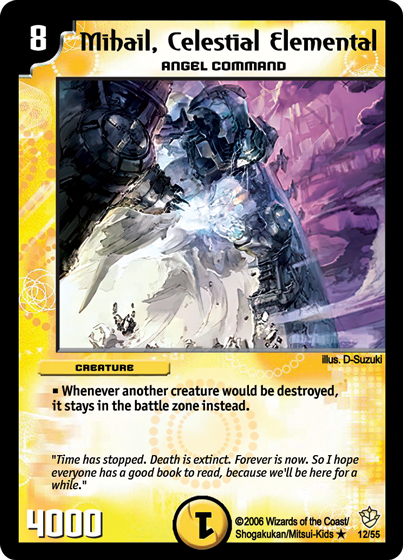 8
Mihail, Celestial Elemental
ANGEL COMMAND
illus. D-Suzuki
CREATURE
▪ Whenever another creature would be destroyed,
it stays in the battle zone instead.
"Time has stopped. Death is extinct. Forever is now. So I hope
everyone has a good book to read, because we'll be here for a
while."
4000
1
©2006 Wizards of the Coast/
Shogakukan/Mitsui-Kids ★ 12/55